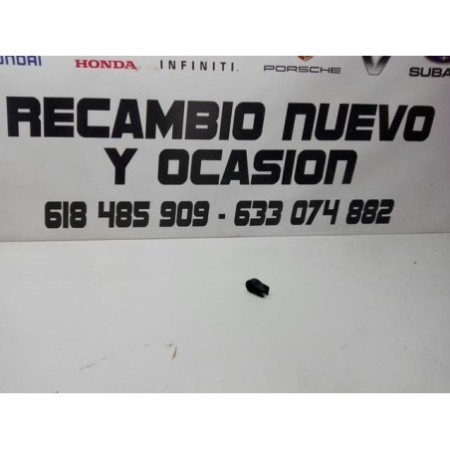 HONDA INFINITI PORSCHE
RECAMBIO NUEVO
Y OCASION
618 485 909 - 633 074 882